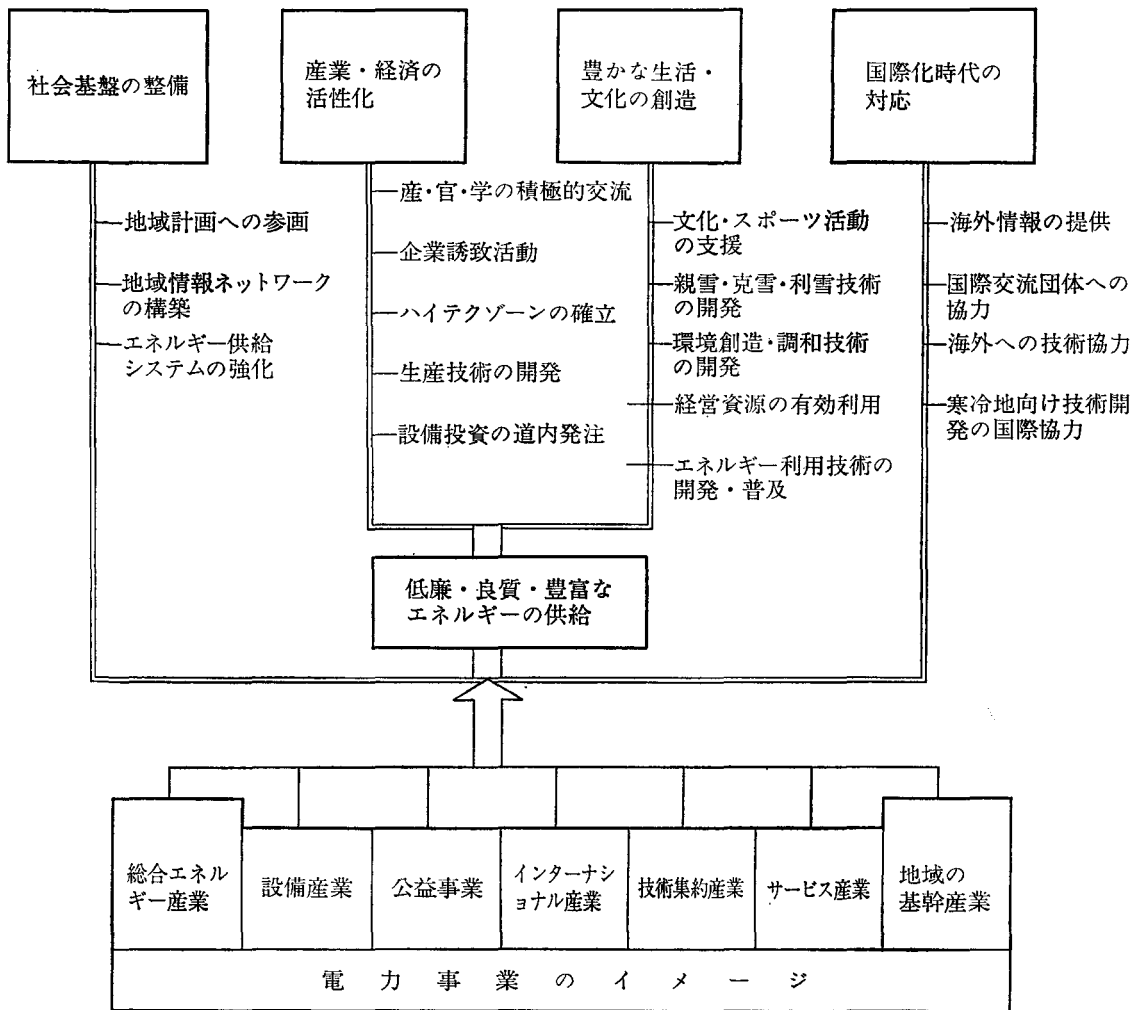 社会基盤の整備
産業・経済の
活性化
豊かな生活・
文化の創造
国際化時代の
対応
地域計画への参画
地域情報ネットワーク
の構築
エネルギー供給
システムの強化
産・官・学の積極的交流
企業誘致活動
ハイテクゾーンの確立
生産技術の開発
設備投資の道内発注
文化・スポーツ活動
の支援
親雪・克雪・利雪技術
の開発
環境創造・調和技術
の開発
経営資源の有効利用
エネルギー利用技術の
開発・普及
海外情報の提供
国際交流団体への
協力
海外への技術協力
寒冷地向け技術開
発の国際協力
低廉・良質・豊富な
エネルギーの供給
総合エネル
ギー産業
設備産業
公益事業
インターナシ
ョナル産業
技術集約産業
サービス産業
地域の
基幹産業
電力事業のイメージ